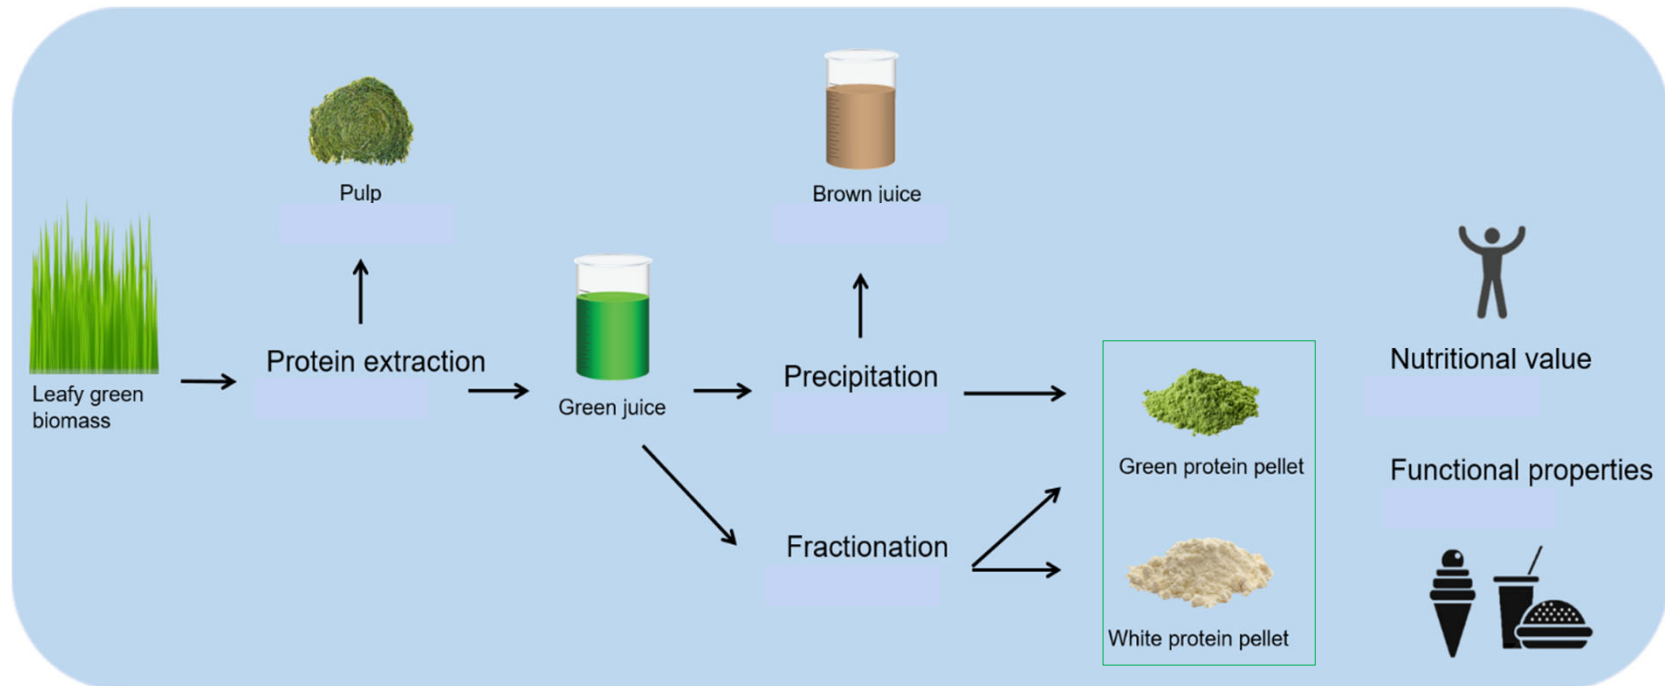 Pulp
Brown juice
Leafy green
biomass
Protein extraction
Green juice
Precipitation
Fractionation
Green protein pellet
White protein pellet
Nutritional value
Functional properties